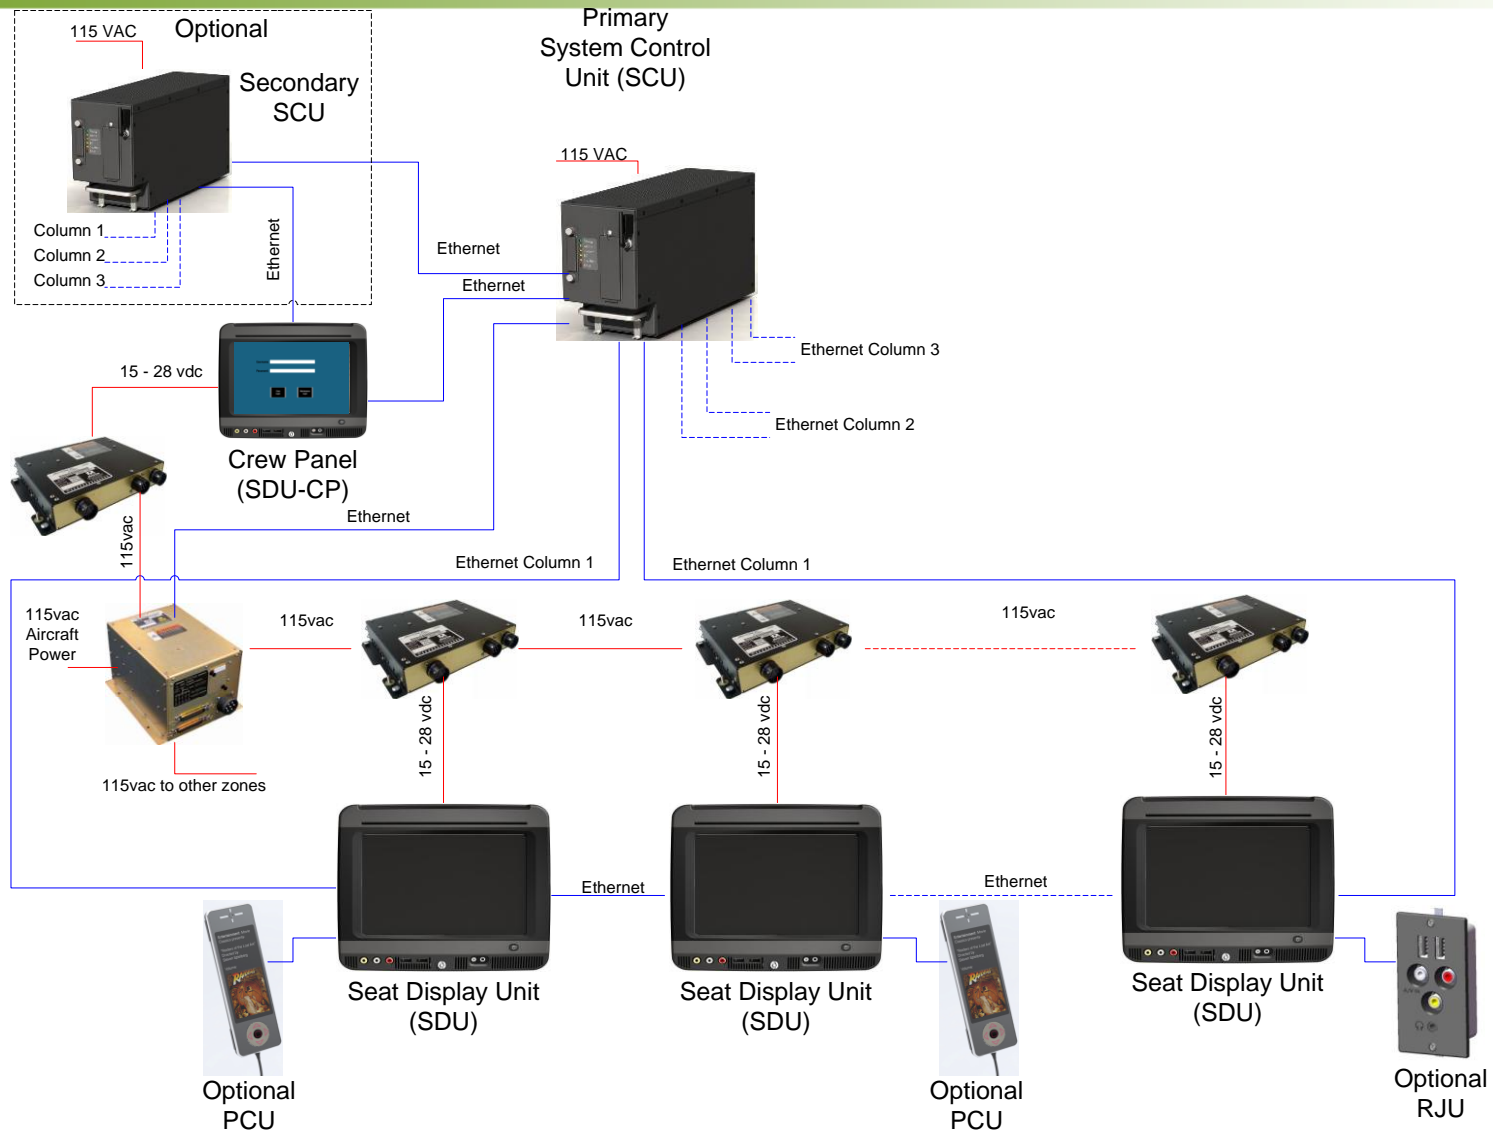 Optional
115 VAC
Secondary
SCU
Column 1
Column 2
Column 3
Ethernet
Primary
System Control
Unit (SCU)
115 VAC
Ethernet
Ethernet
Ethernet Column 3
Ethernet Column 2
15 - 28 vdc
Crew Panel
(SDU-CP)
Ethernet
115vac
Ethernet Column 1
Ethernet Column 1
115vac
Aircraft
Power
115vac
115vac
115vac
115vac to other zones
15 - 28 vdc
15 - 28 vdc
15 - 28 vdc
Ethernet
Ethernet
Seat Display Unit
(SDU)
Seat Display Unit
(SDU)
Seat Display Unit
(SDU)
Optional
PCU
Optional
PCU
Optional
RJU